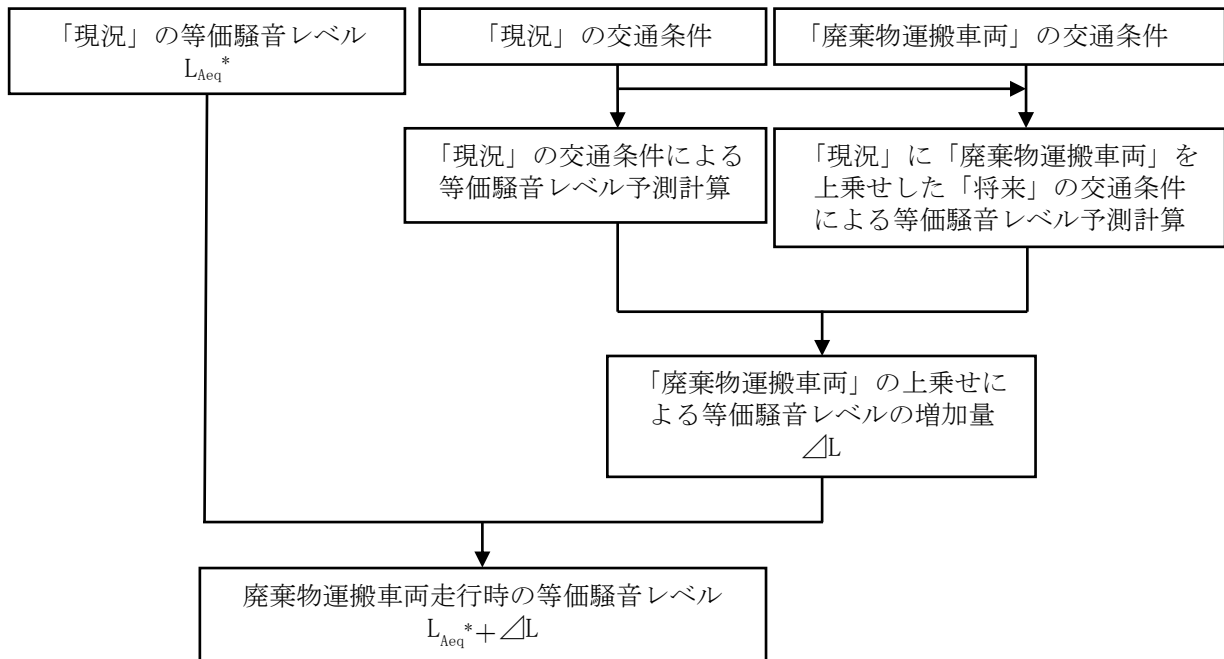 「現況」の等価騒音レベル
L_Aeq*
「現況」の交通条件
「廃棄物運搬車両」の交通条件
「現況」の交通条件による
等価騒音レベル予測計算
「現況」に「廃棄物運搬車両」を
上乗せした「将来」の交通条件
による等価騒音レベル予測計算
「廃棄物運搬車両」の上乗せに
よる等価騒音レベルの増加量
⊿L
廃棄物運搬車両走行時の等価騒音レベル
L_Aeq*+⊿L